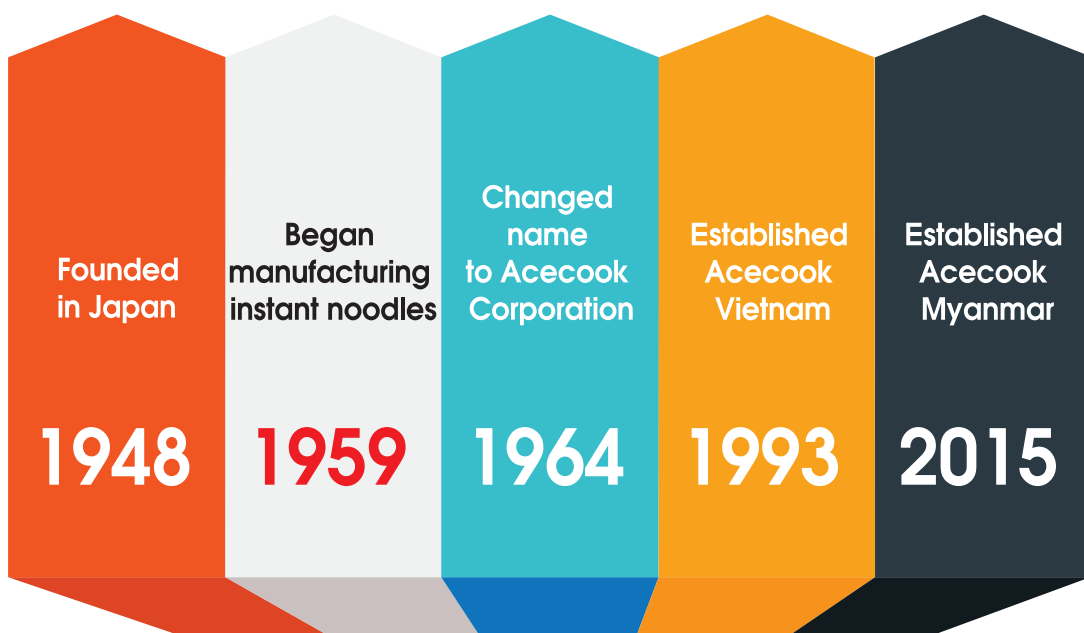 Founded
in Japan
1948
Began
manufacturing
instant noodles
1959
Changed
name
to Acecook
Corporation
1964
Established
Acecook
Vietnam
1993
Established
Acecook
Myanmar
2015